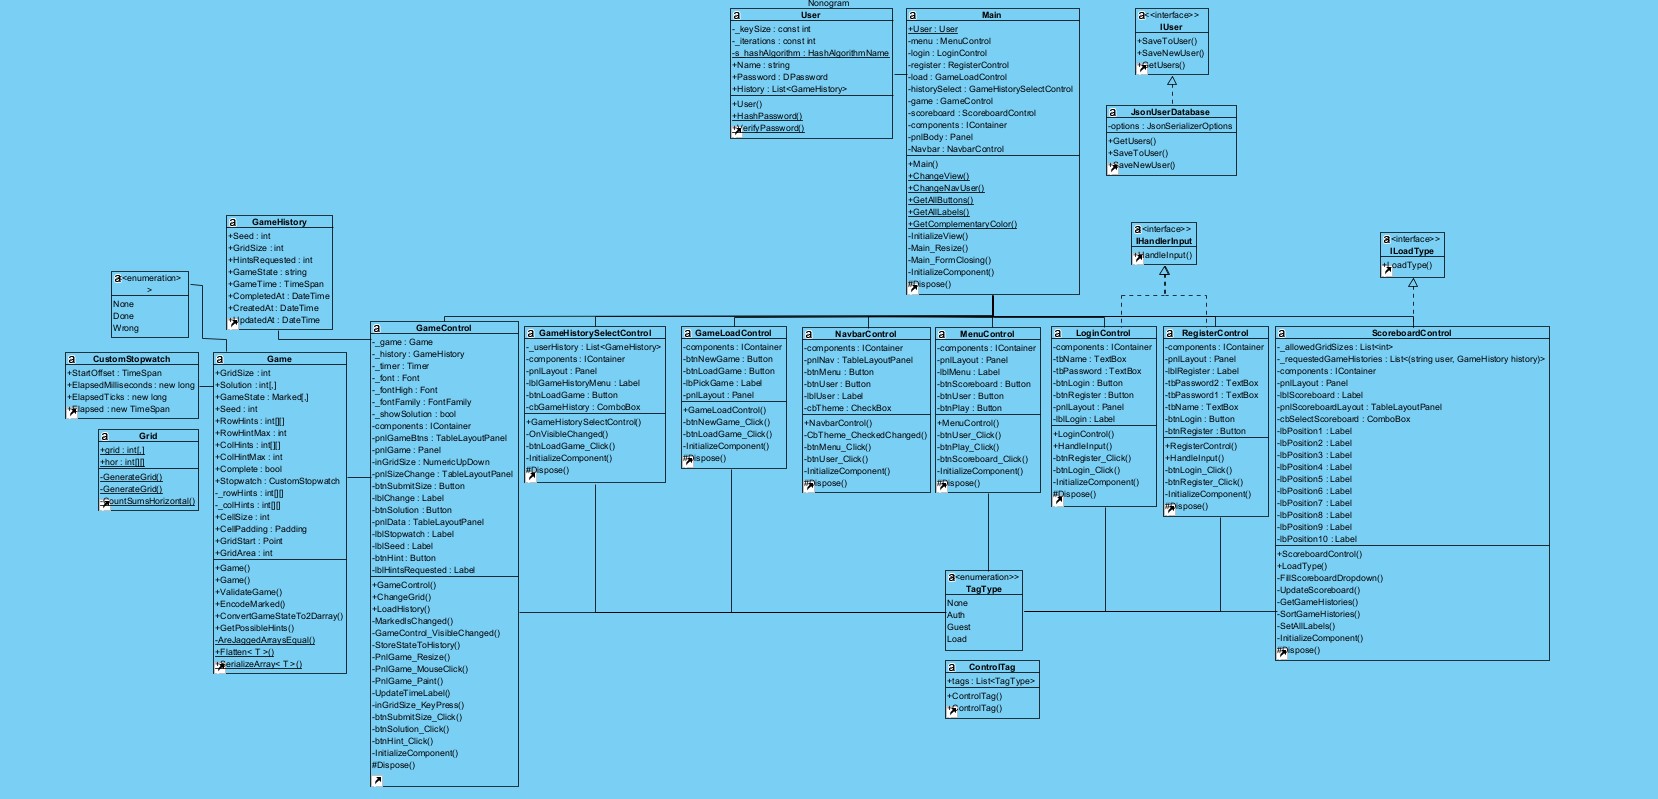 Nonogram
User
-_keySize : const int
-_iterations : const int
-s_hashAlgorithm : HashAlgorithmName
+Name : string
+Password : DPassword
+History : List<GameHistory>
+User()
+HashPassword()
+VerifyPassword()
Main
+User : User
-menu : MenuControl
-login : LoginControl
-register : RegisterControl
-load : GameLoadControl
-historySelect : GameHistorySelectControl
-game : GameControl
-scoreboard : ScoreboardControl
-components : IContainer
-pnlBody : Panel
-Navbar : NavbarControl
+Main()
+ChangeView()
+ChangeNavUser()
+GetAllButtons()
+GetAllLabels()
+GetComplementaryColor()
-InitializeView()
-Main_Resize()
-Main_FormClosing()
-InitializeComponent()
#Dispose()
<<interface>>
IUser
+SaveToUser()
+SaveNewUser()
+GetUsers()
JsonUserDatabase
-options : JsonSerializerOptions
+GetUsers()
+SaveToUser()
+SaveNewUser()
<<interface>>
IHandlerInput
+HandleInput()
<<interface>>
ILoadType
+LoadType()
GameHistory
+Seed : int
+GridSize : int
+HintsRequested : int
+GameState : string
+GameTime : TimeSpan
+CompletedAt : DateTime
+CreatedAt : DateTime
+UpdatedAt : DateTime
<<enumeration>
>
None
Done
Wrong
CustomStopwatch
+StartOffset : TimeSpan
+ElapsedMilliseconds : new long
+ElapsedTicks : new long
+Elapsed : new TimeSpan
Grid
+grid : int[,]
+hor : int[][]
-GenerateGrid()
-GenerateGrid()
-CountSumsHorizontal()
Game
+GridSize : int
+Solution : int[,]
+GameState : Marked[,]
+Seed : int
+RowHints : int[][]
+RowHintMax : int
+ColHints : int[][]
+ColHintMax : int
+Complete : bool
+Stopwatch : CustomStopwatch
-_rowHints : int[][]
-_colHints : int[][]
+CellSize : int
+CellPadding : Padding
+GridStart : Point
+GridArea : int
+Game()
+Game()
+ValidateGame()
+EncodeMarked()
+ConvertGameStateTo2Darray()
+GetPossibleHints()
-AreJaggedArraysEqual()
+Flatten< T >()
+SerializeArray< T >()
GameControl
-_game : Game
-_history : GameHistory
-_timer : Timer
-_font : Font
-_fontHigh : Font
-_fontFamily : FontFamily
-_showSolution : bool
-components : IContainer
-pnlGameBtns : TableLayoutPanel
-pnlGame : Panel
-inGridSize : NumericUpDown
-pnlSizeChange : TableLayoutPanel
-btnSubmitSize : Button
-lblChange : Label
-btnSolution : Button
-pnlData : TableLayoutPanel
-lblStopwatch : Label
-lblSeed : Label
-btnHint : Button
-lblHintsRequested : Label
+GameControl()
+ChangeGrid()
+LoadHistory()
-MarkedIsChanged()
-GameControl_VisibleChanged()
-StoreStateToHistory()
-PnlGame_Resize()
-PnlGame_MouseClick()
-PnlGame_Paint()
-UpdateTimeLabel()
-inGridSize_KeyPress()
-btnSubmitSize_Click()
-btnSolution_Click()
-btnHint_Click()
-InitializeComponent()
#Dispose()
GameHistorySelectControl
-_userHistory : List<GameHistory>
-components : IContainer
-pnlLayout : Panel
-lblGameHistoryMenu : Label
-btnLoadGame : Button
-cbGameHistory : ComboBox
+GameHistorySelectControl()
-OnVisibleChanged()
-btnLoadGame_Click()
-InitializeComponent()
#Dispose()
GameLoadControl
-components : IContainer
-btnNewGame : Button
-btnLoadGame : Button
-lbPickGame : Label
-pnlLayout : Panel
+GameLoadControl()
-btnNewGame_Click()
-btnLoadGame_Click()
-InitializeComponent()
#Dispose()
NavbarControl
-components : IContainer
-pnlNav : TableLayoutPanel
-btnMenu : Button
-btnUser : Button
-lblUser : Label
-cbTheme : CheckBox
+NavbarControl()
-CbTheme_CheckedChanged()
-btnMenu_Click()
-btnUser_Click()
-InitializeComponent()
#Dispose()
MenuControl
-components : IContainer
-pnlLayout : Panel
-lblMenu : Label
-btnScoreboard : Button
-btnUser : Button
-btnPlay : Button
+MenuControl()
-btnUser_Click()
-btnPlay_Click()
-btnScoreboard_Click()
-InitializeComponent()
#Dispose()
LoginControl
-components : IContainer
-tbName : TextBox
-tbPassword : TextBox
-btnLogin : Button
-btnRegister : Button
-pnlLayout : Panel
-lblLogin : Label
+LoginControl()
+HandleInput()
-btnRegister_Click()
-btnLogin_Click()
-InitializeComponent()
#Dispose()
RegisterControl
-components : IContainer
-pnlLayout : Panel
-lblRegister : Label
-tbPassword2 : TextBox
-tbPassword1 : TextBox
-tbName : TextBox
-btnLogin : Button
-btnRegister : Button
+RegisterControl()
+HandleInput()
-btnLogin_Click()
-btnRegister_Click()
-InitializeComponent()
#Dispose()
ScoreboardControl
-_allowedGridSizes : List<int>
-_requestedGameHistories : List<(string user, GameHistory history)>
-components : IContainer
-pnlLayout : Panel
-lblScoreboard : Label
-pnlScoreboardLayout : TableLayoutPanel
-cbSelectScoreboard : ComboBox
-lbPosition1 : Label
-lbPosition2 : Label
-lbPosition3 : Label
-lbPosition4 : Label
-lbPosition5 : Label
-lbPosition6 : Label
-lbPosition7 : Label
-lbPosition8 : Label
-lbPosition9 : Label
-lbPosition10 : Label
+ScoreboardControl()
+LoadType()
-FillScoreboardDropdown()
-UpdateScoreboard()
-GetGameHistories()
-SortGameHistories()
-SetAllLabels()
-InitializeComponent()
#Dispose()
<<enumeration>>
TagType
None
Auth
Guest
Load
ControlTag
+tags : List<TagType>
+ControlTag()
+ControlTag()